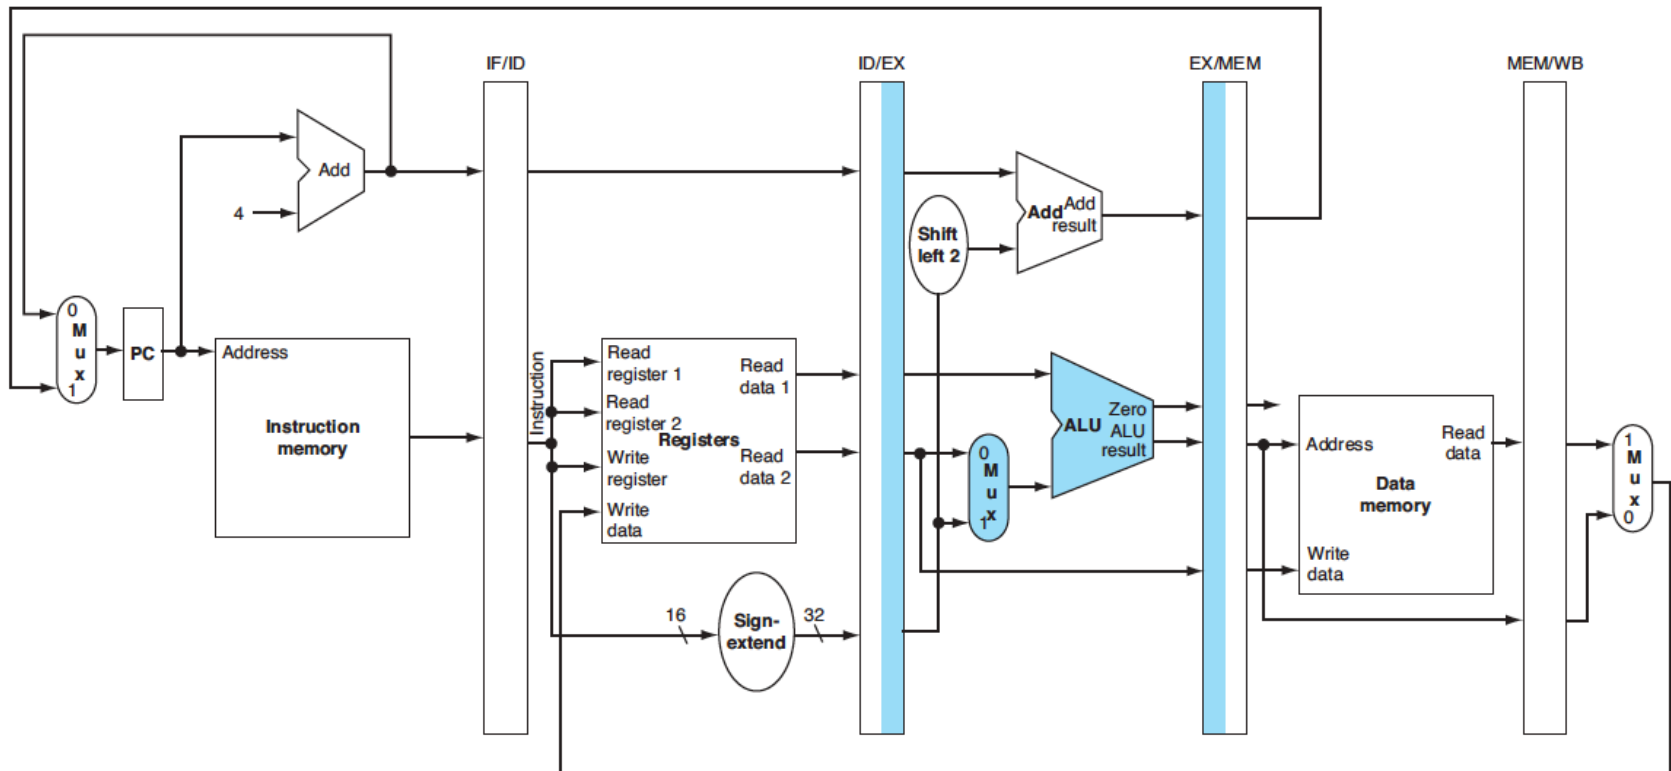 IF/ID
ID/EX
EX/MEM
MEM/WB
Add
4
Shift
left 2
Add
Add
result
0
M
u
x
1
PC
Address
Instruction
memory
Instruction
Read
register 1
Read
register 2
Write
register
Write
data
Registers
Read
data 1
Read
data 2
16
Sign-
extend
32
0
M
u
x
1
ALU
Zero
ALU
result
Address
Read
data
Data
memory
Write
data
1
M
u
x
0